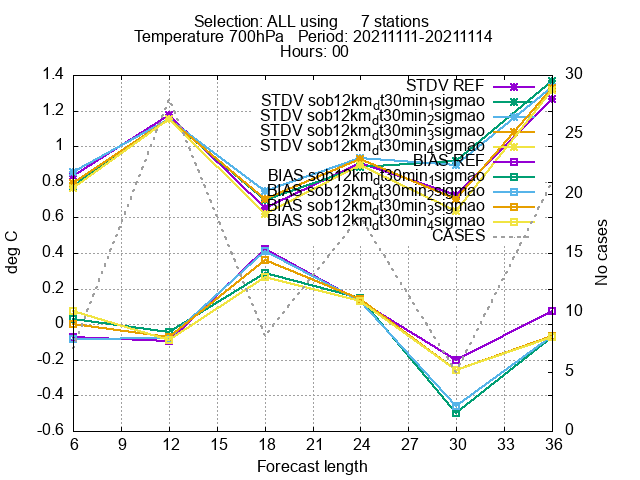 Selection: ALL using 7 stations
Temperature 700hPa Period: 20211111-20211114
Hours: 00
STDV REF
STDV sob12km_dt30min_1sigmao
STDV sob12km_dt30min_2sigmao
STDV sob12km_dt30min_3sigmao
STDV sob12km_dt30min_4sigmao
BIAS REF
BIAS sob12km_dt30min_1sigmao
BIAS sob12km_dt30min_2sigmao
BIAS sob12km_dt30min_3sigmao
BIAS sob12km_dt30min_4sigmao
CASES
deg C
1.4
1.2
1
0.8
0.6
0.4
0.2
0
-0.2
-0.4
-0.6
30
25
20
15
10
5
0
No cases
6 9 12 15 18 21 24 27 30 33 36
Forecast length